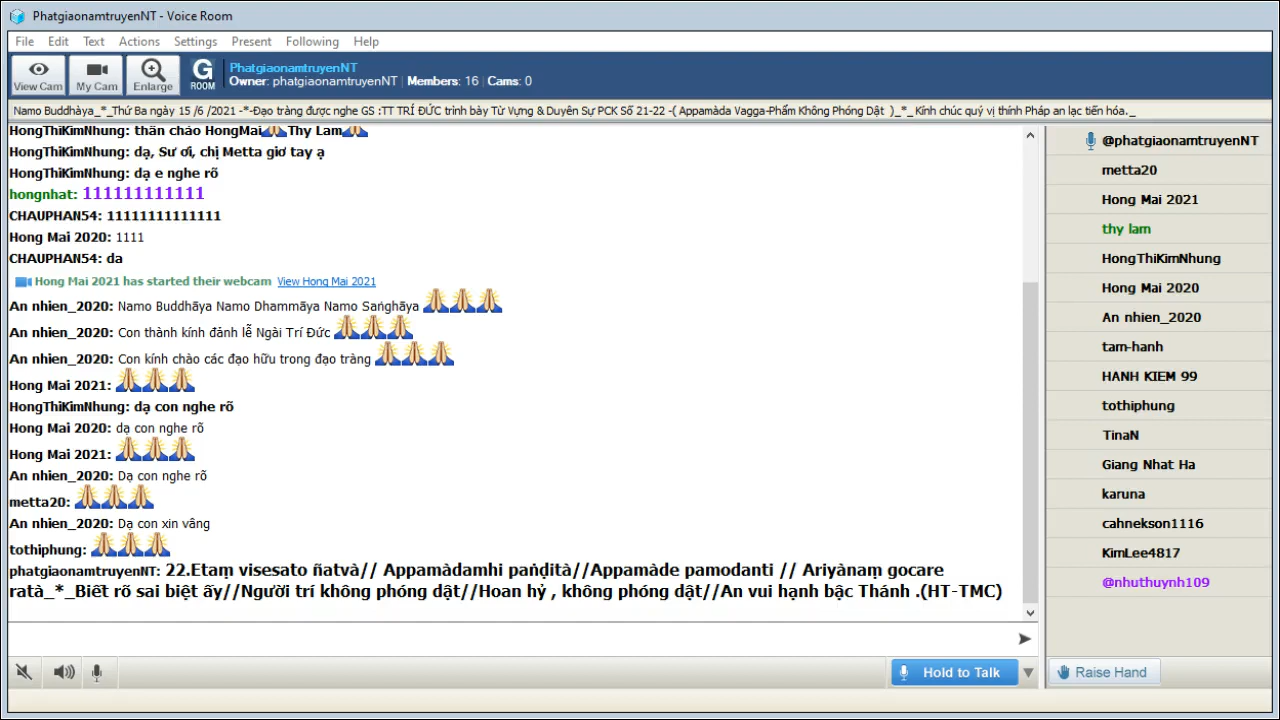 PhatgiaonamtruyenNT - Voice Room
File Edit Text Actions Settings Present Following Help
View Cam My Cam Enlarge G ROOM
PhatgiaonamtruyenNT
Owner: phatgiaonamtruyenNT | Members: 16 | Cams: 0
Namo Buddhàya_*_Thứ Ba ngày 15 /6 /2021 -*-Đạo tràng được nghe GS :TT TRÍ ĐỨC trình bày Từ Vựng & Duyên Sự PCK Số 21-22 -( Appamàda Vagga-Phẩm Không Phóng Dật )_*_ Kính chúc quý vị thính Pháp an lạc tiến hóa._
HongThiKimNhung: thân chào HongMai🙏Thy Lam🙏
HongThiKimNhung: dạ, Sư ơi, chị Metta giơ tay ạ
HongThiKimNhung: dạ e nghe rõ
hongnhat: 111111111111
CHAUPHAN54: 11111111111111
Hong Mai 2020: 1111
CHAUPHAN54: da
Hong Mai 2021 has started their webcam View Hong Mai 2021
An nhien_2020: Namo Buddhāya Namo Dhammāya Namo Saṅghāya 🙏🙏🙏
An nhien_2020: Con thành kính đảnh lễ Ngài Trí Đức 🙏🙏🙏
An nhien_2020: Con kính chào các đạo hữu trong đạo tràng 🙏🙏🙏
Hong Mai 2021: 🙏🙏🙏
HongThiKimNhung: dạ con nghe rõ
Hong Mai 2020: dạ con nghe rõ
Hong Mai 2021: 🙏🙏🙏
An nhien_2020: Dạ con nghe rõ
metta20: 🙏🙏🙏
An nhien_2020: Dạ con xin vâng
tothiphung: 🙏🙏🙏
phatgiaonamtruyenNT: 22.Etaṃ visesato ñatvà// Appamàdamhi paṇḍità//Appamàde pamodanti // Ariyànaṃ gocare
ratà_*_Biết rõ sai biệt ấy//Người trí không phóng dật//Hoan hỷ , không phóng dật//An vui hạnh bậc Thánh .(HT-TMC)
Hold to Talk
@phatgiaonamtruyenNT
metta20
Hong Mai 2021
thy lam
HongThiKimNhung
Hong Mai 2020
An nhien_2020
tam-hanh
HANH KIEM 99
tothiphung
TinaN
Giang Nhat Ha
karuna
cahnekson1116
KimLee4817
@nhuthuynh109
Raise Hand